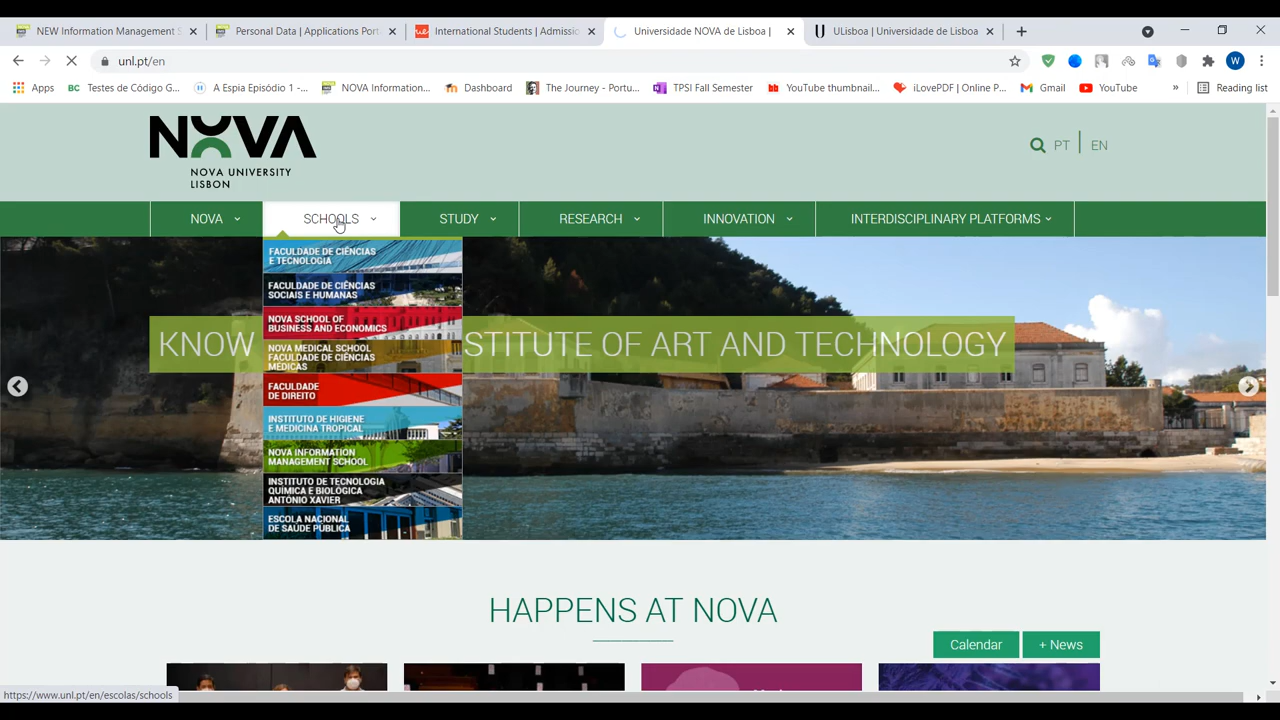 NEW Information Management S
Personal Data | Applications Port
International Students | Admissio
Universidade NOVA de Lisboa |
ULisboa | Universidade de Lisboa
unl.pt/en
W
Apps
Testes de Código G...
A Espia Episódio 1 -...
NOVA Information...
Dashboard
The Journey - Portu...
TPSI Fall Semester
YouTube thumbnail...
iLovePDF | Online P...
Gmail
YouTube
»
Reading list
NOVA
NOVA UNIVERSITY
LISBON
PT
EN
NOVA
SCHOOLS
STUDY
RESEARCH
INNOVATION
INTERDISCIPLINARY PLATFORMS
FACULDADE DE CIÊNCIAS
E TECNOLOGIA
FACULDADE DE CIÊNCIAS
SOCIAIS E HUMANAS
NOVA SCHOOL OF
BUSINESS AND ECONOMICS
NOVA MEDICAL SCHOOL
FACULDADE DE CIÊNCIAS
MÉDICAS
FACULDADE
DE DIREITO
INSTITUTO DE HIGIENE
E MEDICINA TROPICAL
NOVA INFORMATION
MANAGEMENT SCHOOL
INSTITUTO DE TECNOLOGIA
QUÍMICA E BIOLÓGICA
ANTÓNIO XAVIER
ESCOLA NACIONAL
DE SAÚDE PÚBLICA
KNOW STITUTE OF ART AND TECHNOLOGY
HAPPENS AT NOVA
Calendar
+ News
https://www.unl.pt/en/escolas/schools